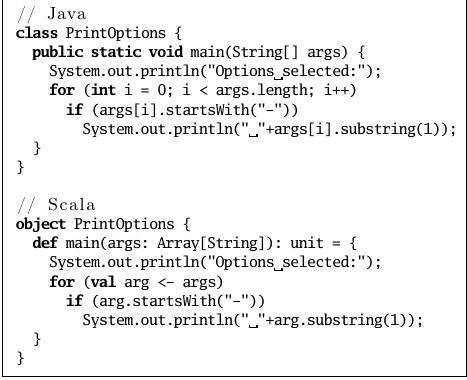 // Java
class PrintOptions {
  public static void main(String[] args) {
    System.out.println("Options␣selected:");
    for (int i = 0; i < args.length; i++)
      if (args[i].startsWith("-"))
        System.out.println("␣"+args[i].substring(1));
  }
}

// Scala
object PrintOptions {
  def main(args: Array[String]): unit = {
    System.out.println("Options␣selected:");
    for (val arg <- args)
      if (arg.startsWith("-"))
        System.out.println("␣"+arg.substring(1));
  }
}